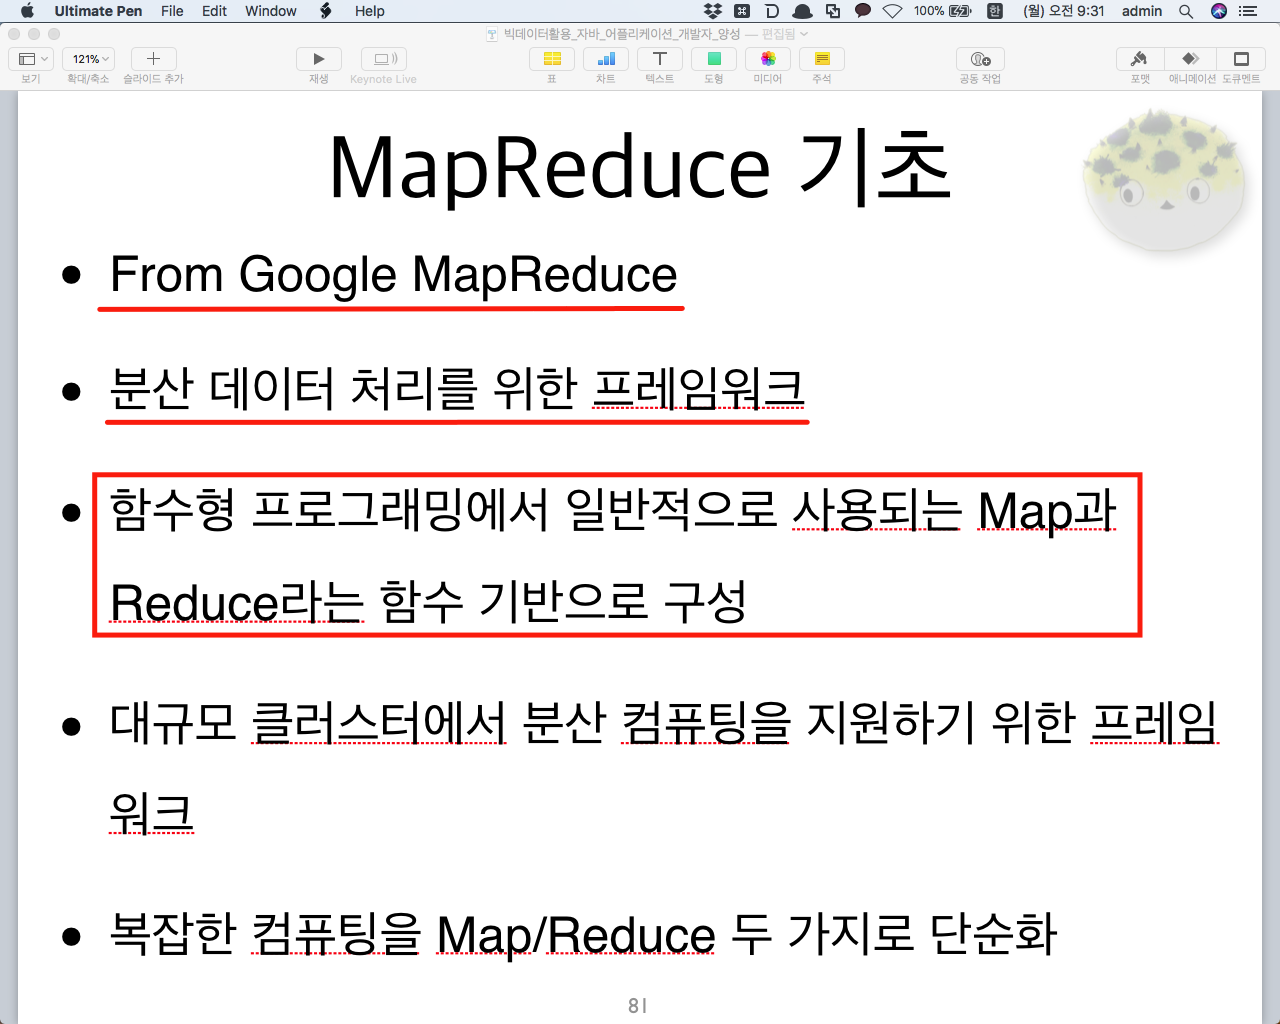 Ultimate Pen File Edit Window Help 100% 한 (월) 오전 9:31 admin
빅데이터활용_자바_어플리케이션_개발자_양성 — 편집됨
121%
보기 확대/축소 슬라이드 추가 재생 Keynote Live 표 차트 텍스트 도형 미디어 주석 공동 작업 포맷 애니메이션 도큐멘트
MapReduce 기초
• From Google MapReduce
• 분산 데이터 처리를 위한 프레임워크
• 함수형 프로그래밍에서 일반적으로 사용되는 Map과
Reduce라는 함수 기반으로 구성
• 대규모 클러스터에서 분산 컴퓨팅을 지원하기 위한 프레임
워크
• 복잡한 컴퓨팅을 Map/Reduce 두 가지로 단순화
81